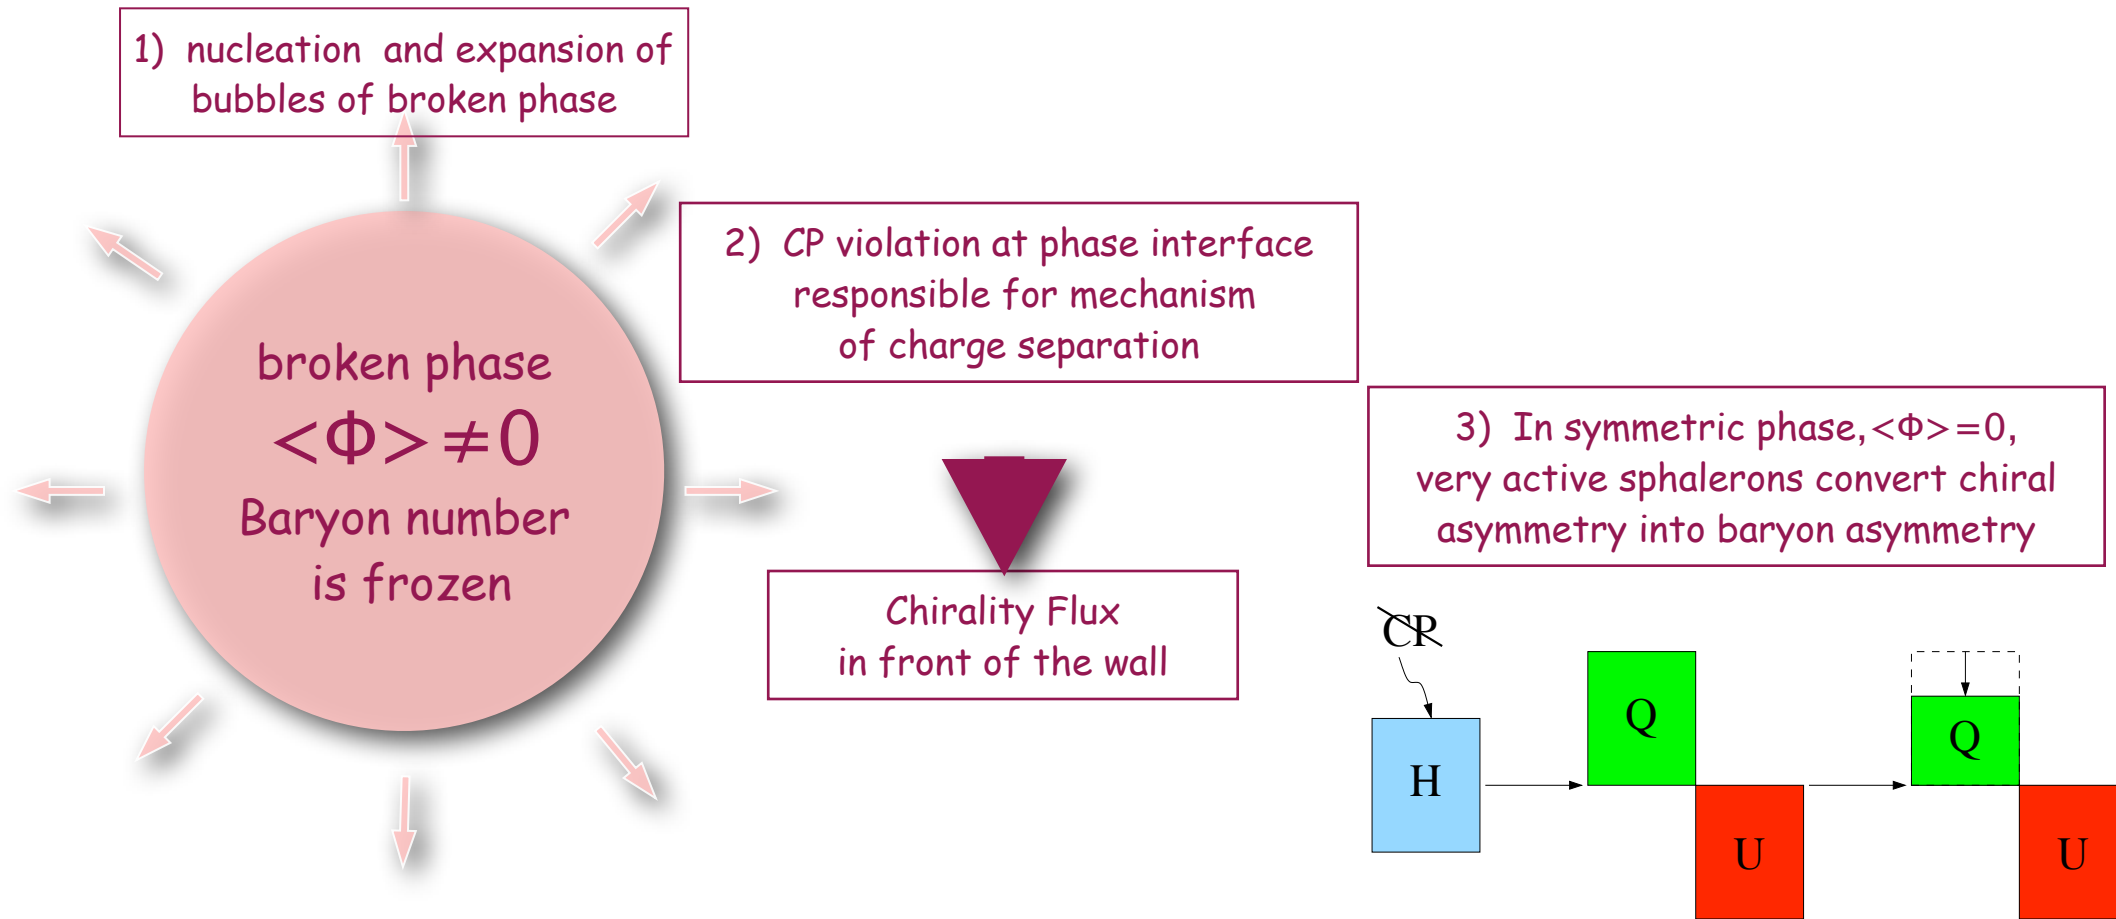 1) nucleation and expansion of
bubbles of broken phase
2) CP violation at phase interface
responsible for mechanism
of charge separation
broken phase
<Φ> ≠0
Baryon number
is frozen
3) In symmetric phase,<Φ>=0,
very active sphalerons convert chiral
asymmetry into baryon asymmetry
Chirality Flux
in front of the wall
CP
H
Q
U
Q
U